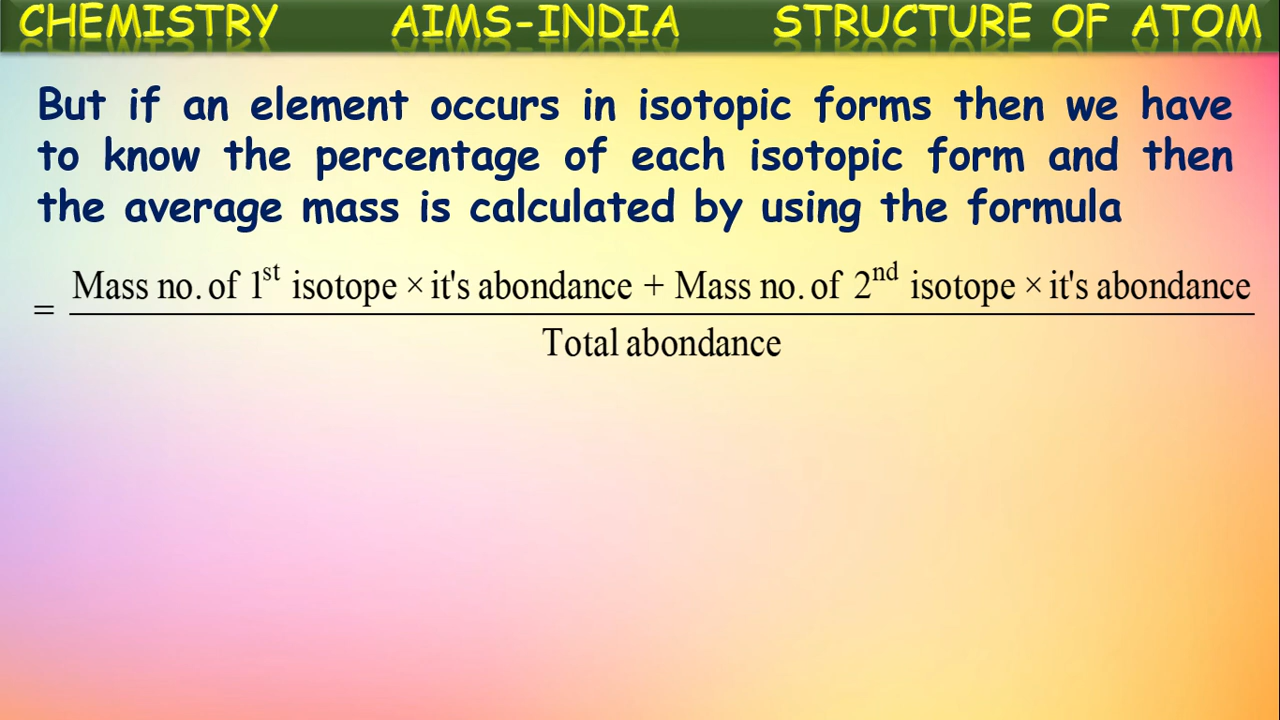 CHEMISTRY AIMS-INDIA STRUCTURE OF ATOM
But if an element occurs in isotopic forms then we have
to know the percentage of each isotopic form and then
the average mass is calculated by using the formula
= Mass no. of 1st isotope × it's abondance + Mass no. of 2nd isotope × it's abondance
Total abondance